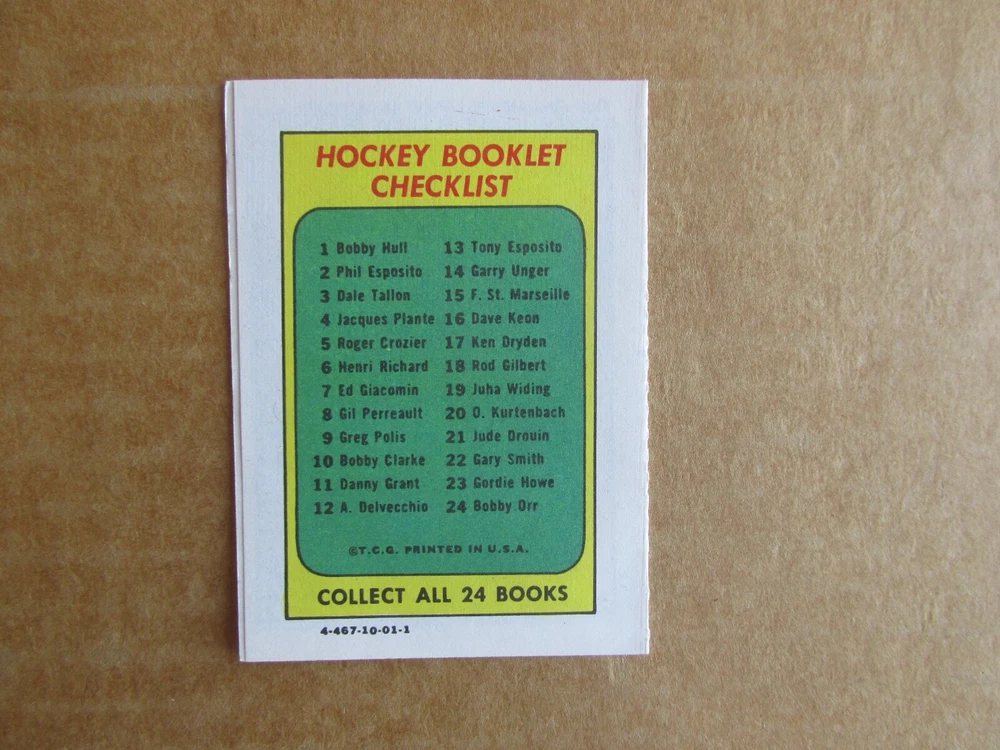 HOCKEY BOOKLET
CHECKLIST
1 Bobby Hull
2 Phil Esposito
3 Dale Tallon
4 Jacques Plante
5 Roger Crozier
6 Henri Richard
7 Ed Giacomin
8 Gil Perreault
9 Greg Polis
10 Bobby Clarke
11 Danny Grant
12 A. Delvecchio
13 Tony Esposito
14 Garry Unger
15 F. St. Marseille
16 Dave Keon
17 Ken Dryden
18 Rod Gilbert
19 Juha Widing
20 O. Kurtenbach
21 Jude Drouin
22 Gary Smith
23 Gordie Howe
24 Bobby Orr
©T.C.G. PRINTED IN U.S.A.
COLLECT ALL 24 BOOKS
4-467-10-01-1